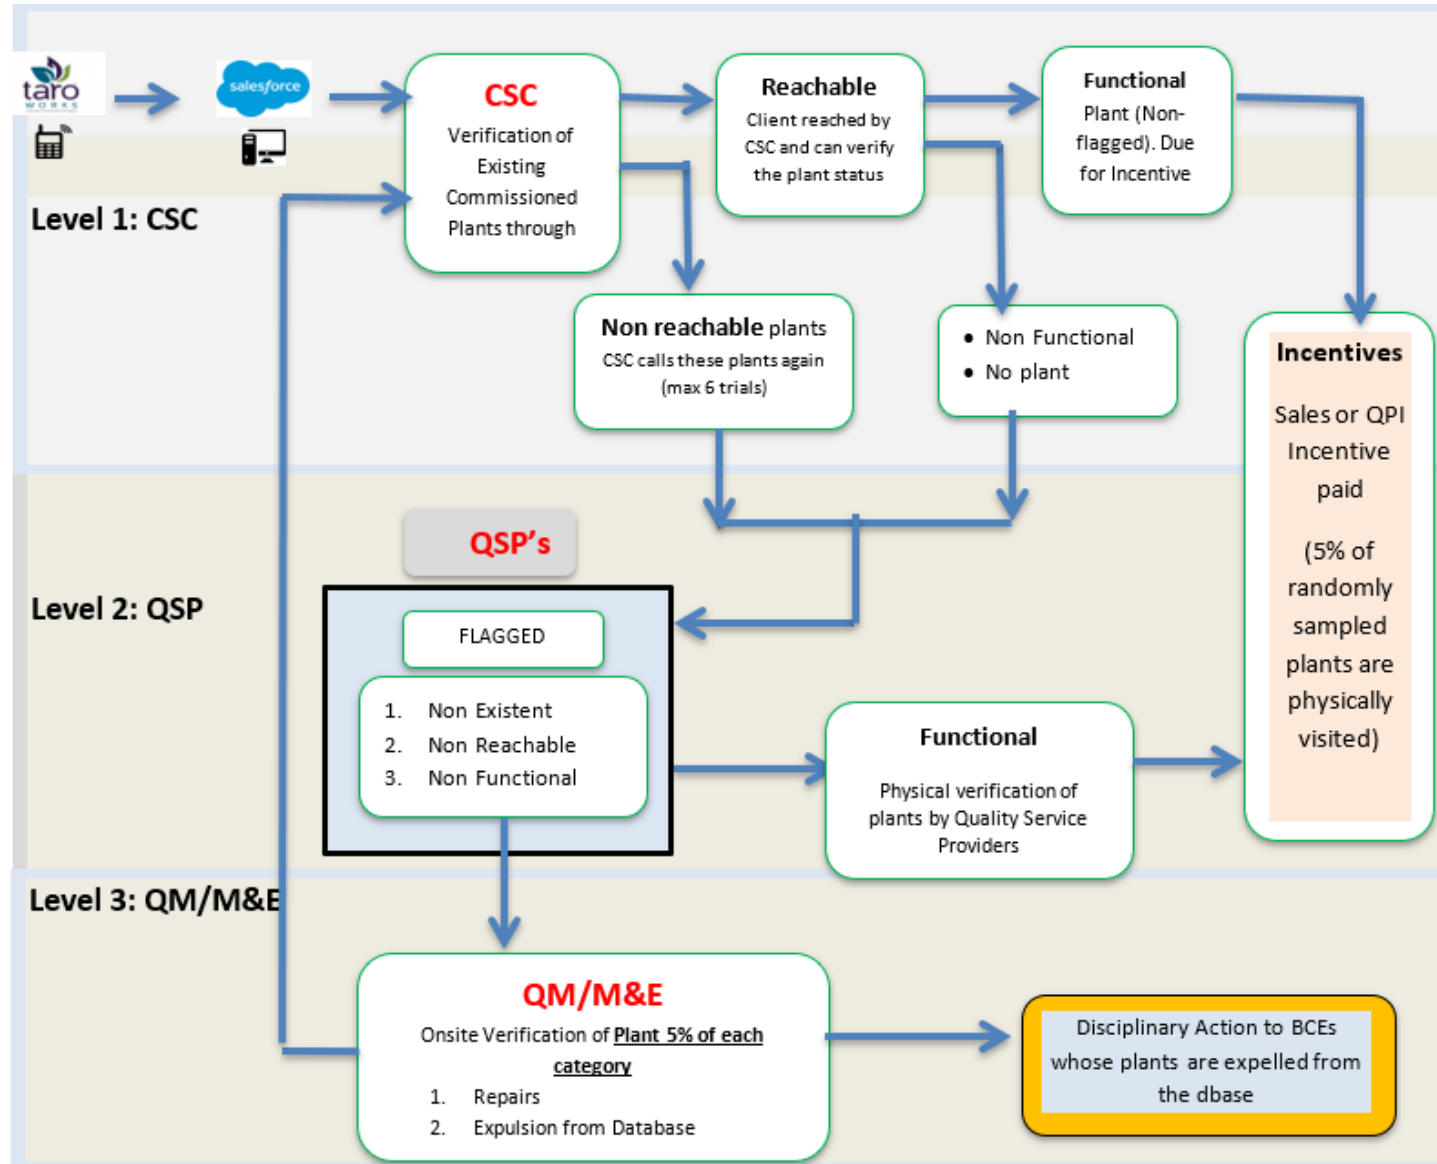 taro
WORKS
salesforce
CSC
Verification of
Existing
Commissioned
Plants through
Reachable
Client reached by
CSC and can verify
the plant status
Functional
Plant (Non-
flagged). Due
for Incentive
Level 1: CSC
Non reachable plants
CSC calls these plants again
(max 6 trials)
• Non Functional
• No plant
Incentives
Sales or QPI
Incentive
paid
(5% of
randomly
sampled
plants are
physically
visited)
QSP's
Level 2: QSP
FLAGGED
1. Non Existent
2. Non Reachable
3. Non Functional
Functional
Physical verification of
plants by Quality Service
Providers
Level 3: QM/M&E
QM/M&E
Onsite Verification of Plant 5% of each
category
1. Repairs
2. Expulsion from Database
Disciplinary Action to BCEs
whose plants are expelled from
the dbase